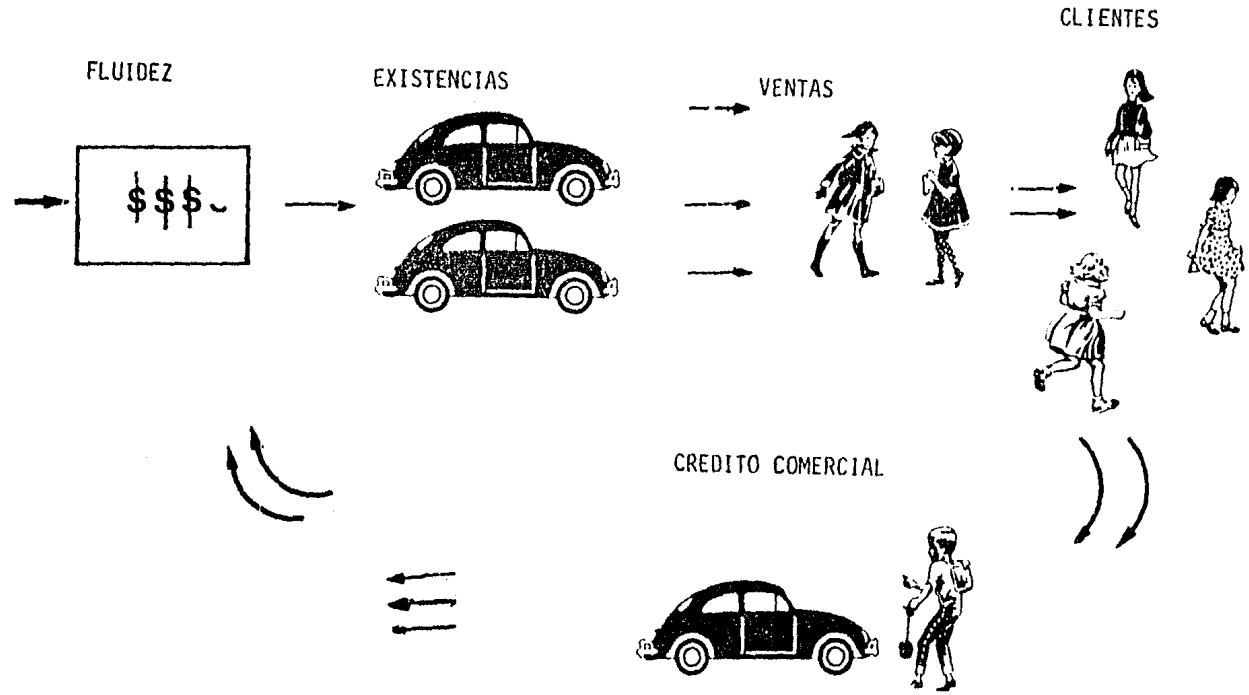 CLIENTES
FLUIDEZ
EXISTENCIAS
VENTAS
$$$
CREDITO COMERCIAL